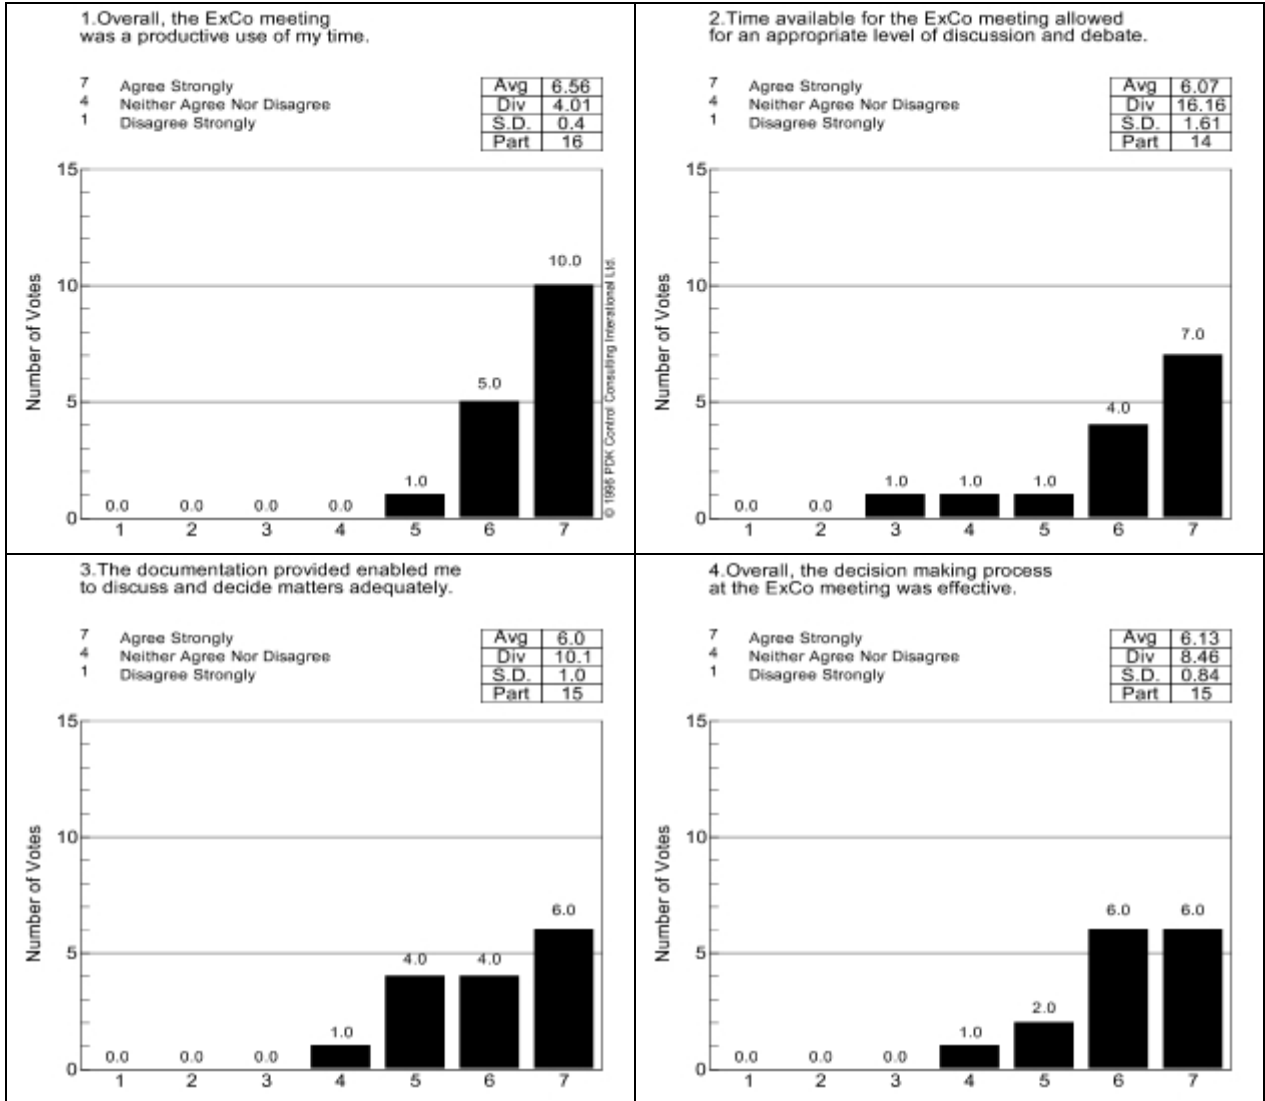 1.Overall, the ExCo meeting
was a productive use of my time.
7 Agree Strongly
4 Neither Agree Nor Disagree
1 Disagree Strongly
Avg 6.56
Div 4.01
S.D. 0.4
Part 16
Number of Votes
15
10
5
0
0.0 0.0 0.0 0.0 1.0 5.0 10.0
1 2 3 4 5 6 7
© 1996 PDK Control Consulting Interational Ltd.
2.Time available for the ExCo meeting allowed
for an appropriate level of discussion and debate.
7 Agree Strongly
4 Neither Agree Nor Disagree
1 Disagree Strongly
Avg 6.07
Div 16.16
S.D. 1.61
Part 14
Number of Votes
15
10
5
0
0.0 0.0 1.0 1.0 1.0 4.0 7.0
1 2 3 4 5 6 7
3.The documentation provided enabled me
to discuss and decide matters adequately.
7 Agree Strongly
4 Neither Agree Nor Disagree
1 Disagree Strongly
Avg 6.0
Div 10.1
S.D. 1.0
Part 15
Number of Votes
15
10
5
0
0.0 0.0 0.0 1.0 4.0 4.0 6.0
1 2 3 4 5 6 7
4.Overall, the decision making process
at the ExCo meeting was effective.
7 Agree Strongly
4 Neither Agree Nor Disagree
1 Disagree Strongly
Avg 6.13
Div 8.46
S.D. 0.84
Part 15
Number of Votes
15
10
5
0
0.0 0.0 0.0 1.0 2.0 6.0 6.0
1 2 3 4 5 6 7